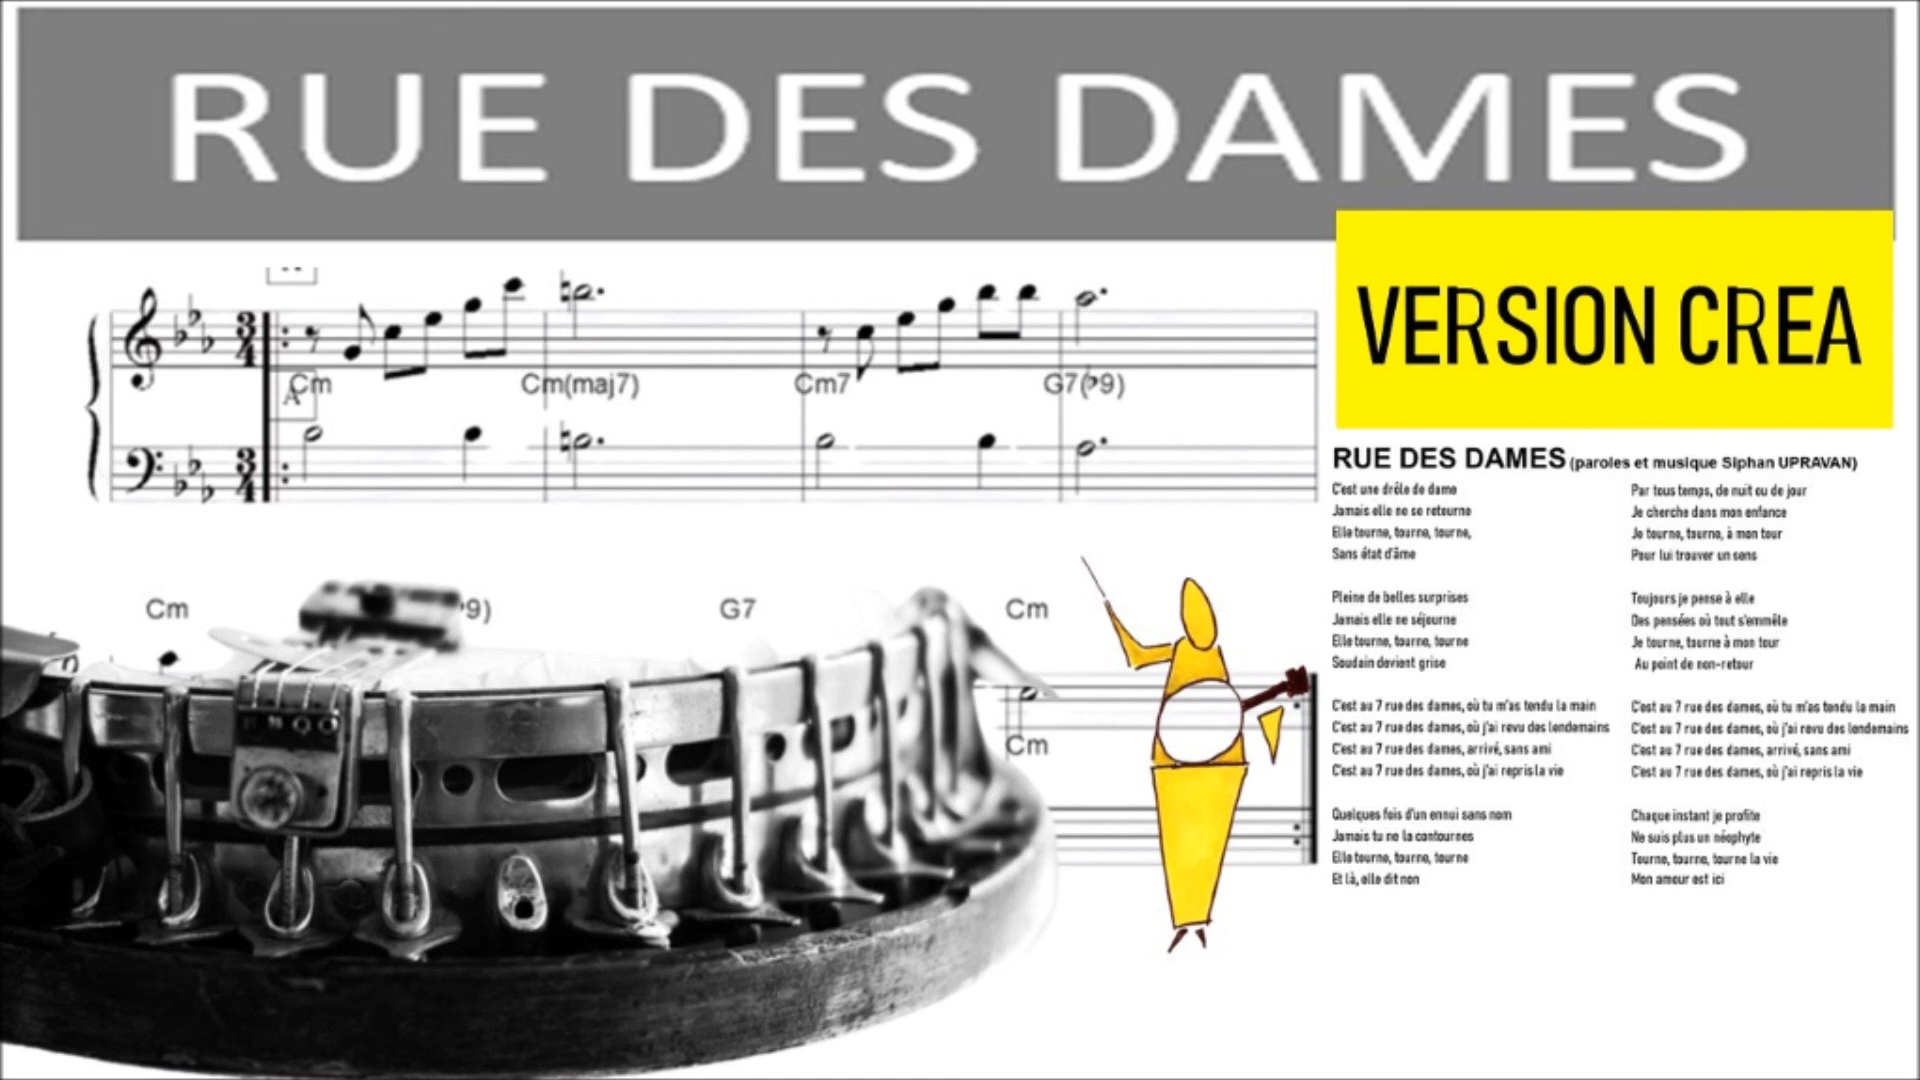 RUE DES DAMES
VERSION CREA
Cm Cm(maj7) Cm7 G7(♭9)
A
Cm 9) G7 Cm
Cm
RUE DES DAMES (paroles et musique Siphan UPRAVAN)
C'est une drôle de dame
Jamais elle ne se retourne
Elle tourne, tourne, tourne,
Sans état d'âme
Pleine de belles surprises
Jamais elle ne séjourne
Elle tourne, tourne, tourne
Soudain devient grise
C'est au 7 rue des dames, où tu m'as tendu la main
C'est au 7 rue des dames, où j'ai revu des lendemains
C'est au 7 rue des dames, arrivé, sans ami
C'est au 7 rue des dames, où j'ai repris la vie
Quelques fois d'un ennui sans nom
Jamais tu ne la contournes
Elle tourne, tourne, tourne
Et là, elle dit non
Par tous temps, de nuit ou de jour
Je cherche dans mon enfance
Je tourne, tourne, à mon tour
Pour lui trouver un sens
Toujours je pense à elle
Des pensées où tout s'emmêle
Je tourne, tourne à mon tour
Au point de non-retour
C'est au 7 rue des dames, où tu m'as tendu la main
C'est au 7 rue des dames, où j'ai revu des lendemains
C'est au 7 rue des dames, arrivé, sans ami
C'est au 7 rue des dames, où j'ai repris la vie
Chaque instant je profite
Ne suis plus un néophyte
Tourne, tourne, tourne la vie
Mon amour est ici